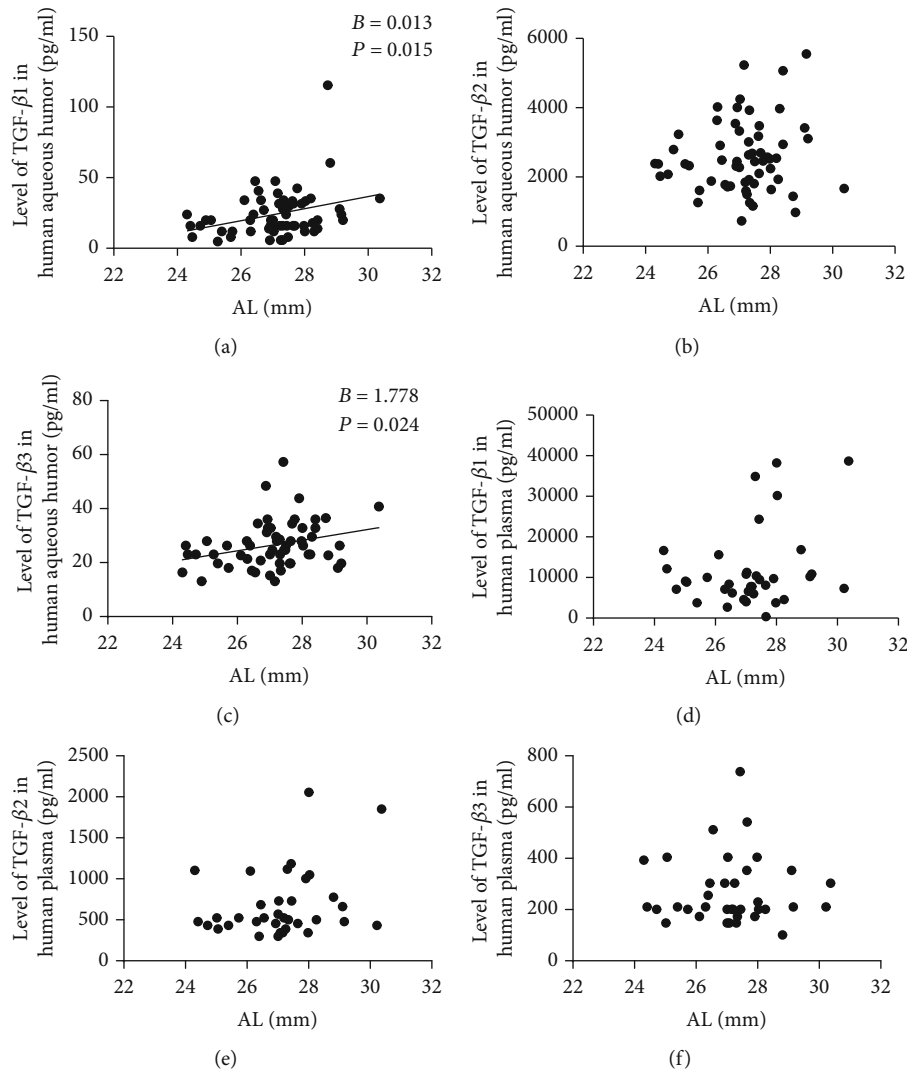 B = 0.013
P = 0.015
Level of TGF-β1 in
human aqueous humor (pg/ml)
150
100
50
0
22 24 26 28 30 32
AL (mm)
(a)
Level of TGF-β2 in
human aqueous humor (pg/ml)
6000
4000
2000
0
22 24 26 28 30 32
AL (mm)
(b)
B = 1.778
P = 0.024
Level of TGF-β3 in
human aqueous humor (pg/ml)
80
60
40
20
0
22 24 26 28 30 32
AL (mm)
(c)
Level of TGF-β1 in
human plasma (pg/ml)
50000
40000
30000
20000
10000
0
22 24 26 28 30 32
AL (mm)
(d)
Level of TGF-β2 in
human plasma (pg/ml)
2500
2000
1500
1000
500
0
22 24 26 28 30 32
AL (mm)
(e)
Level of TGF-β3 in
human plasma (pg/ml)
800
600
400
200
0
22 24 26 28 30 32
AL (mm)
(f)